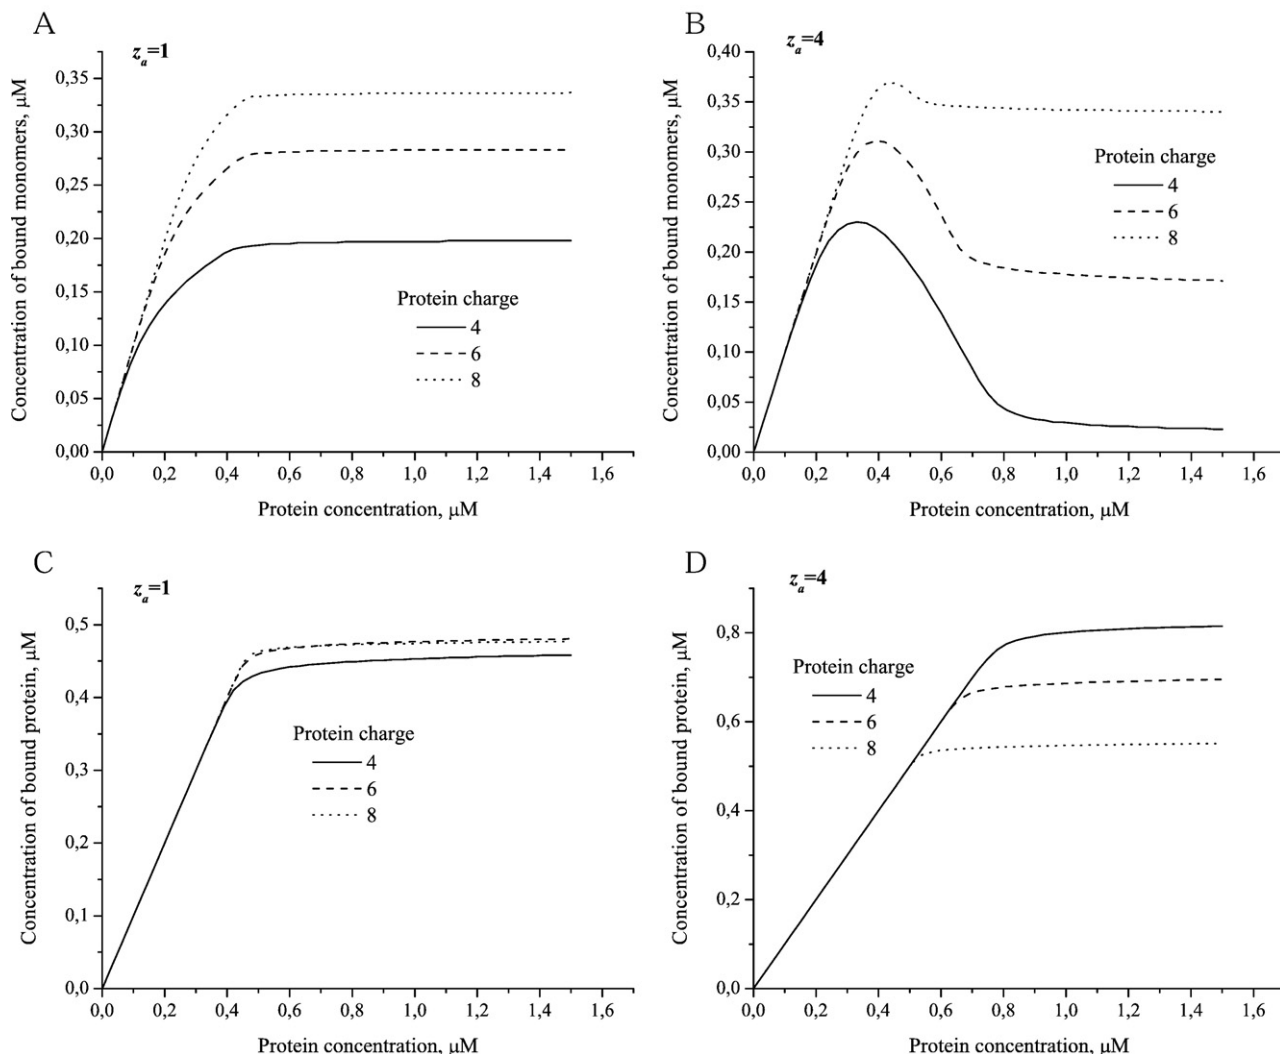 A
z_a=1
Concentration of bound monomers, μM
0,35
0,30
0,25
0,20
0,15
0,10
0,05
0,00
Protein charge
4
6
8
0,0 0,2 0,4 0,6 0,8 1,0 1,2 1,4 1,6
Protein concentration, μM
B
z_a=4
Concentration of bound monomers, μM
0,40
0,35
0,30
0,25
0,20
0,15
0,10
0,05
0,00
Protein charge
4
6
8
0,0 0,2 0,4 0,6 0,8 1,0 1,2 1,4 1,6
Protein concentration, μM
C
z_a=1
Concentration of bound protein, μM
0,5
0,4
0,3
0,2
0,1
0,0
Protein charge
4
6
8
0,0 0,2 0,4 0,6 0,8 1,0 1,2 1,4 1,6
Protein concentration, μM
D
z_a=4
Concentration of bound protein, μM
0,8
0,6
0,4
0,2
0,0
Protein charge
4
6
8
0,0 0,2 0,4 0,6 0,8 1,0 1,2 1,4 1,6
Protein concentration, μM